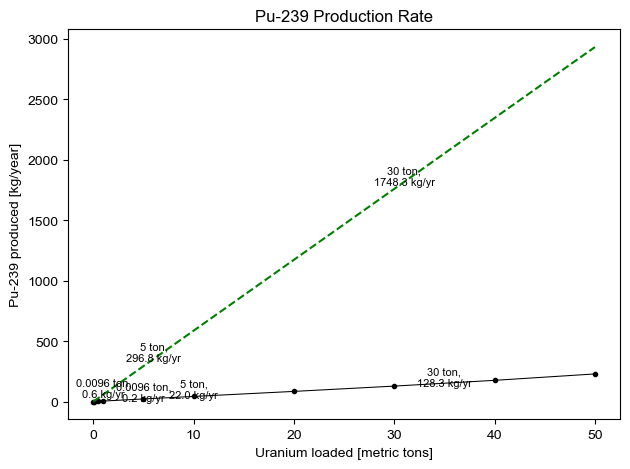 Pu-239 Production Rate
Pu-239 produced [kg/year]
3000
2500
2000
1500
1000
500
0
30 ton,
1748.3 kg/yr
5 ton,
296.8 kg/yr
0.0096 ton,
0.6 kg/yr
0.0096 ton,
0.2 kg/yr
5 ton,
22.0 kg/yr
30 ton,
128.3 kg/yr
0 10 20 30 40 50
Uranium loaded [metric tons]